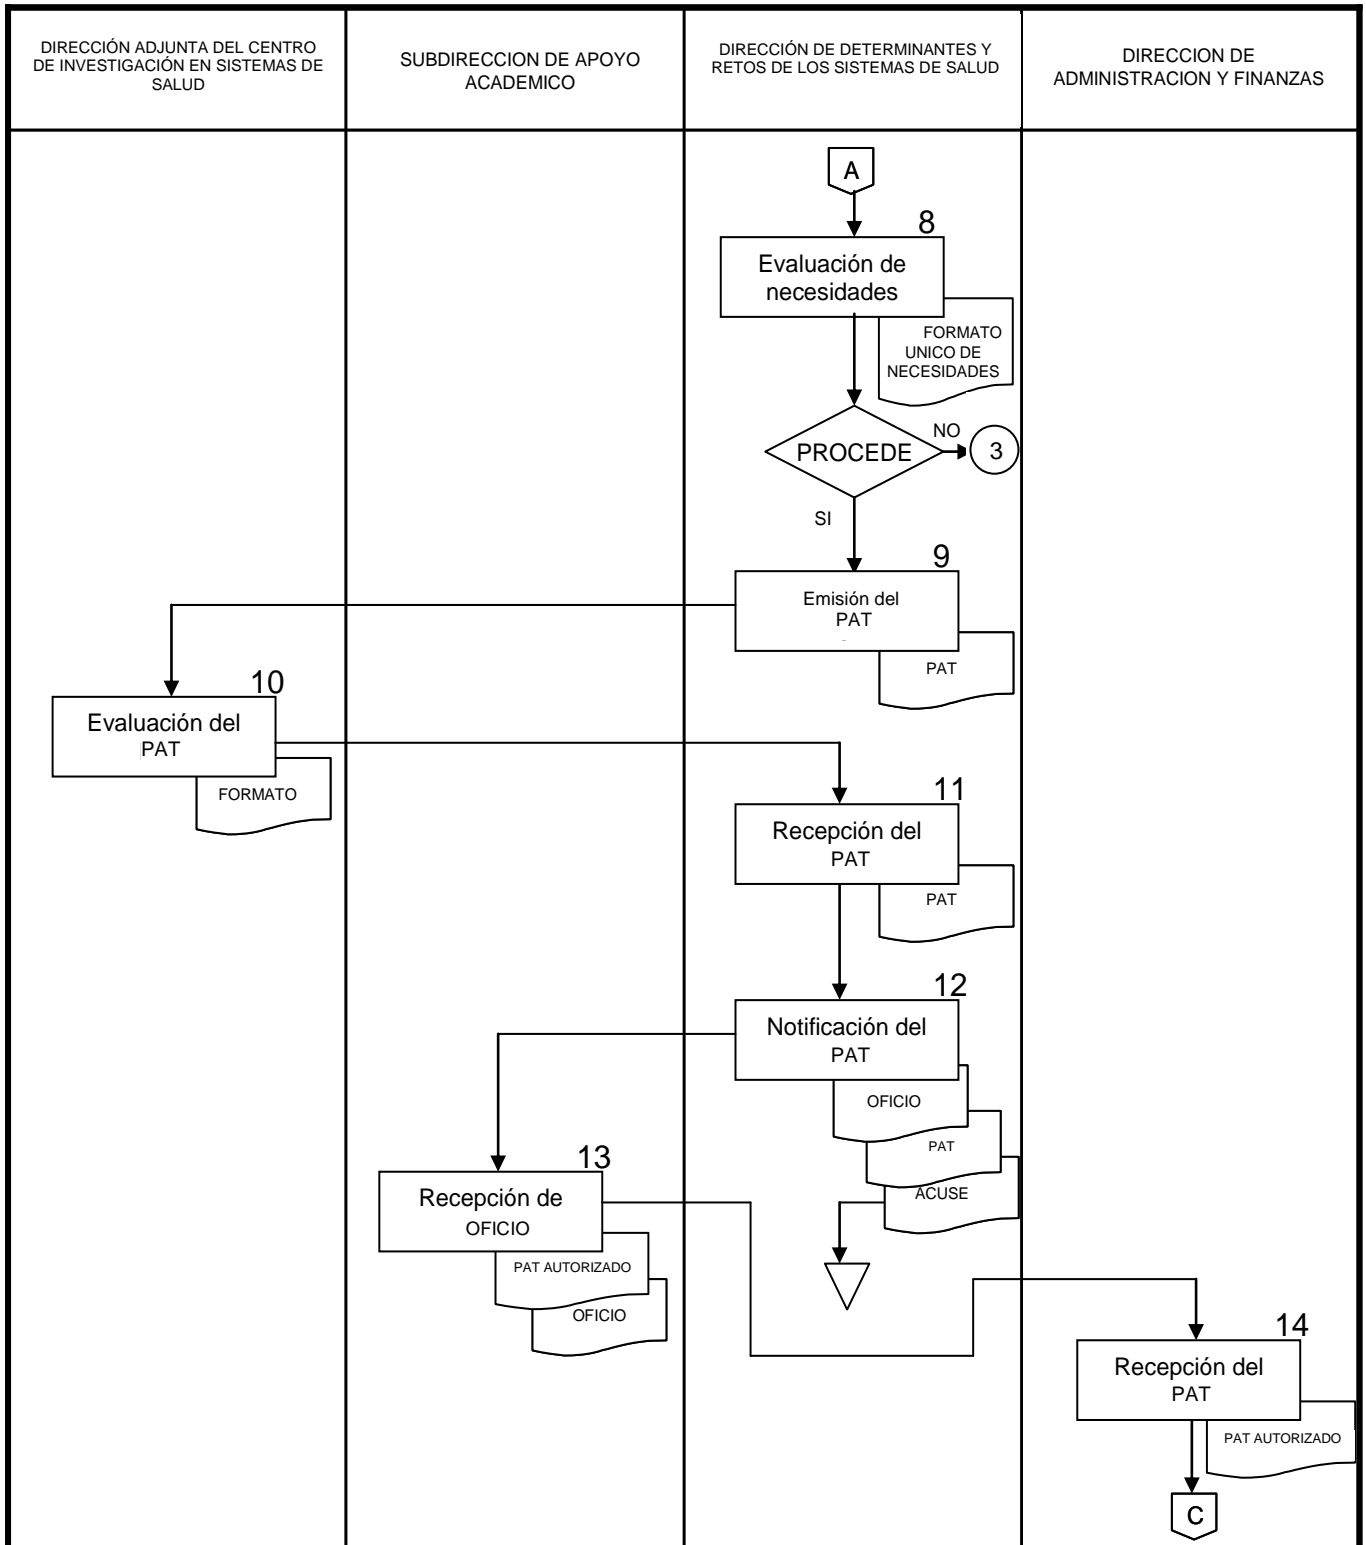 DIRECCIÓN ADJUNTA DEL CENTRO
DE INVESTIGACIÓN EN SISTEMAS DE
SALUD
SUBDIRECCION DE APOYO
ACADEMICO
DIRECCIÓN DE DETERMINANTES Y
RETOS DE LOS SISTEMAS DE SALUD
DIRECCION DE
ADMINISTRACION Y FINANZAS
A
8
Evaluación de
necesidades
FORMATO
UNICO DE
NECESIDADES
PROCEDE
NO
3
SI
9
Emisión del
PAT
PAT
10
Evaluación del
PAT
FORMATO
11
Recepción del
PAT
PAT
12
Notificación del
PAT
OFICIO
PAT
ACUSE
13
Recepción de
OFICIO
PAT AUTORIZADO
OFICIO
14
Recepción del
PAT
PAT AUTORIZADO
C